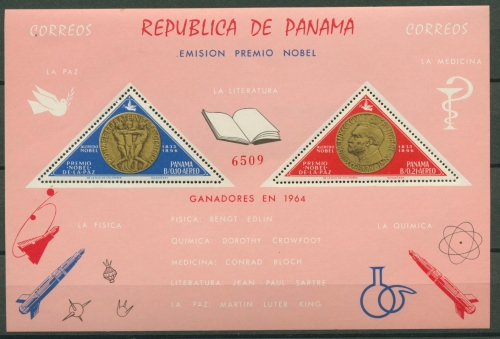 CORREOS
REPUBLICA DE PANAMA
CORREOS
EMISION PREMIO NOBEL
LA PAZ
LA MEDICINA
LA LITERATURA
ALFREDO NOBEL
1833
1896
PREMIO NOBEL DE·LA·PAZ
PANAMA
B/0.10·AEREO
6509
ALFREDO NOBEL
1833
1896
PREMIO NOBEL DE·LA·PAZ
PANAMA
B/0.21·AEREO
GANADORES EN 1964
LA FISICA
LA QUIMICA
FISICA: BENGT EDLIN
QUIMICA: DOROTHY CROWFOOT
MEDICINA: CONRAD BLOCH
LITERATURA: JEAN PAUL SARTRE
LA PAZ MARTIN LUTER KING